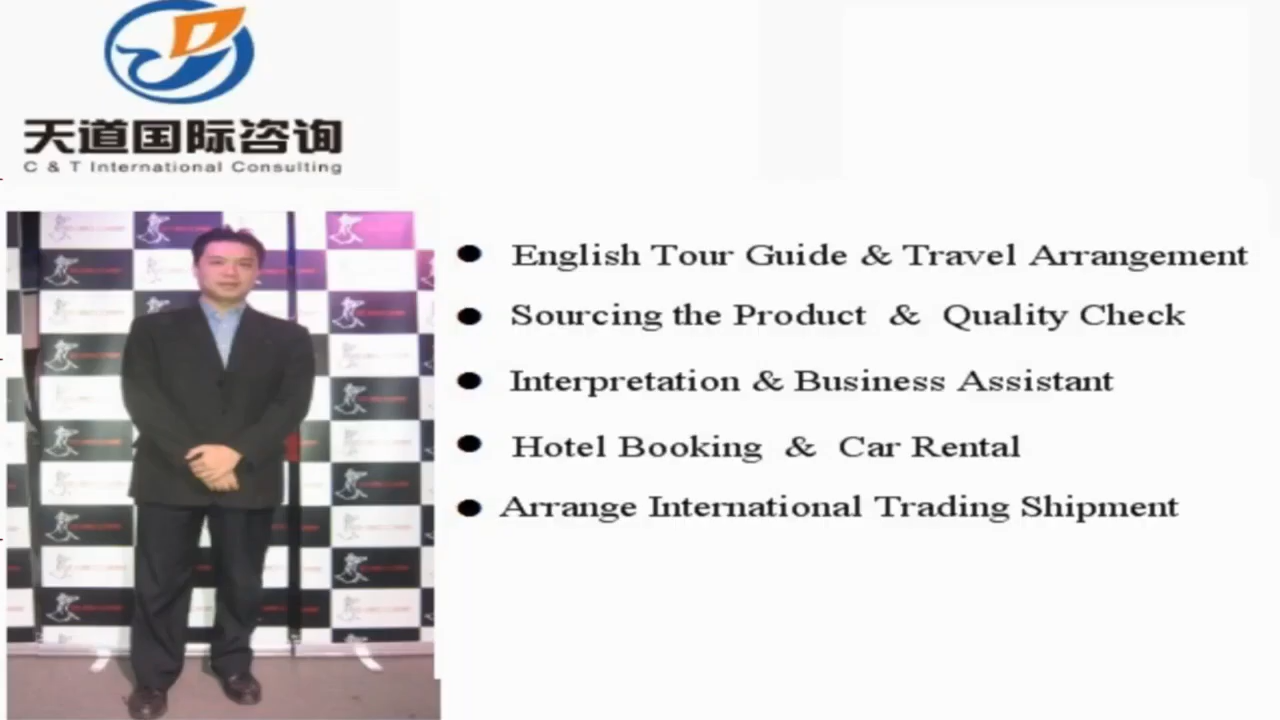 天道国际咨询
C & T International Consulting
● English Tour Guide & Travel Arrangement
● Sourcing the Product & Quality Check
● Interpretation & Business Assistant
● Hotel Booking & Car Rental
● Arrange International Trading Shipment